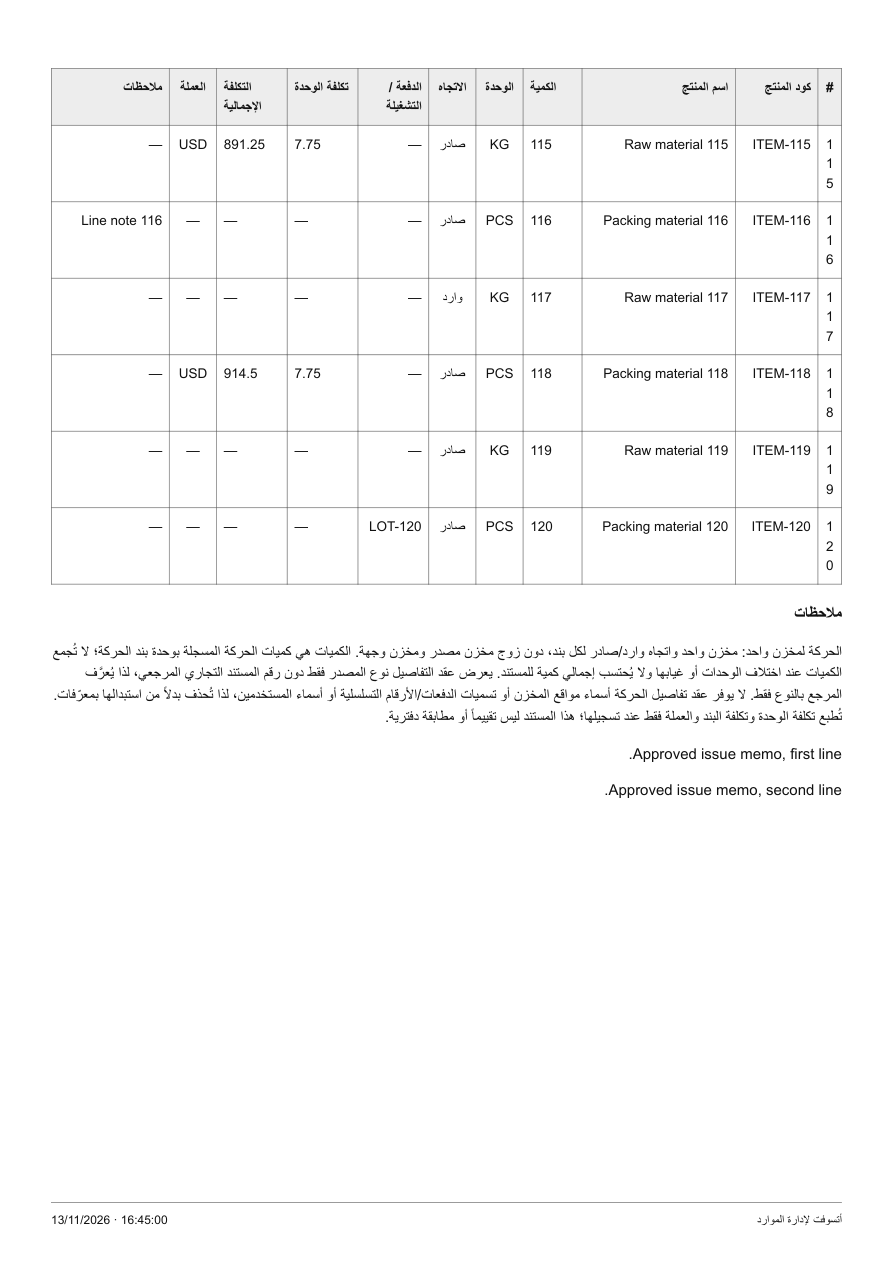 # كود المنتج اسم المنتج الكمية الوحدة الاتجاه الدفعة / التشغيلة تكلفة الوحدة التكلفة الإجمالية العملة ملاحظات
115 ITEM-115 Raw material 115 115 KG صادر — 7.75 891.25 USD —
116 ITEM-116 Packing material 116 116 PCS صادر — — — — Line note 116
117 ITEM-117 Raw material 117 117 KG وارد — — — — —
118 ITEM-118 Packing material 118 118 PCS صادر — 7.75 914.5 USD —
119 ITEM-119 Raw material 119 119 KG صادر — — — — —
120 ITEM-120 Packing material 120 120 PCS صادر LOT-120 — — — —
ملاحظات
الحركة لمخزن واحد: مخزن واحد واتجاه وارد/صادر لكل بند، دون زوج مخزن مصدر ومخزن وجهة. الكميات هي كميات الحركة المسجلة بوحدة بند الحركة؛ لا تُجمع
الكميات عند اختلاف الوحدات أو غيابها ولا يُحتسب إجمالي كمية للمستند. يعرض عقد التفاصيل نوع المصدر فقط دون رقم المستند التجاري المرجعي، لذا يُعرَّف
المرجع بالنوع فقط. لا يوفر عقد تفاصيل الحركة أسماء مواقع المخزن أو تسميات الدفعات/الأرقام التسلسلية أو أسماء المستخدمين، لذا تُحذف بدلاً من استبدالها بمعرّفات.
تُطبع تكلفة الوحدة وتكلفة البند والعملة فقط عند تسجيلها؛ هذا المستند ليس تقييماً أو مطابقة دفترية.
Approved issue memo, first line.
Approved issue memo, second line.
أتسوفت لإدارة الموارد
13/11/2026 · 16:45:00